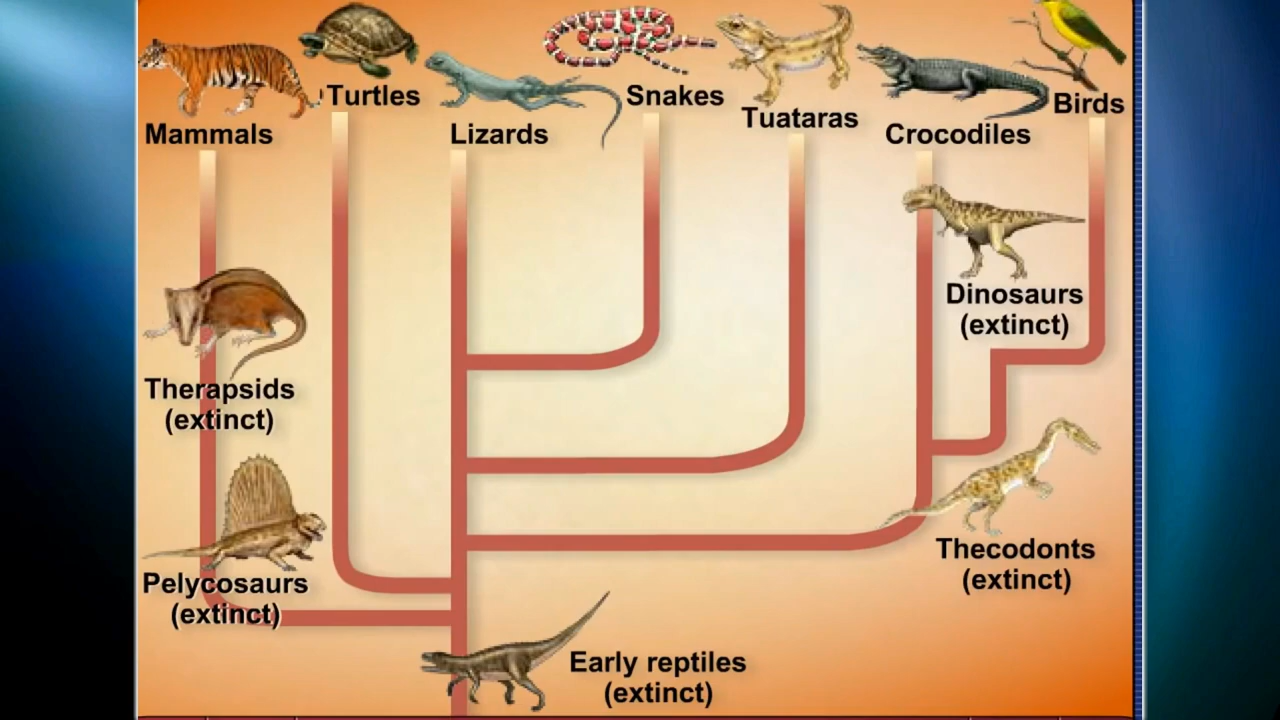 Turtles
Snakes
Birds
Mammals
Lizards
Tuataras
Crocodiles
Dinosaurs
(extinct)
Therapsids
(extinct)
Thecodonts
(extinct)
Pelycosaurs
(extinct)
Early reptiles
(extinct)